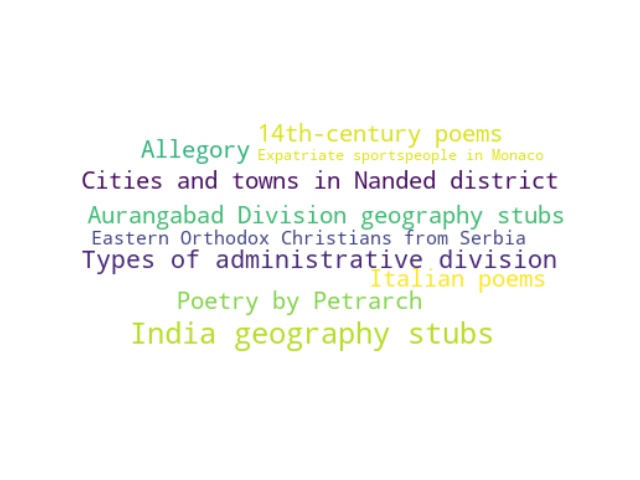 14th-century poems
Allegory
Expatriate sportspeople in Monaco
Cities and towns in Nanded district
Aurangabad Division geography stubs
Eastern Orthodox Christians from Serbia
Types of administrative division
Italian poems
Poetry by Petrarch
India geography stubs